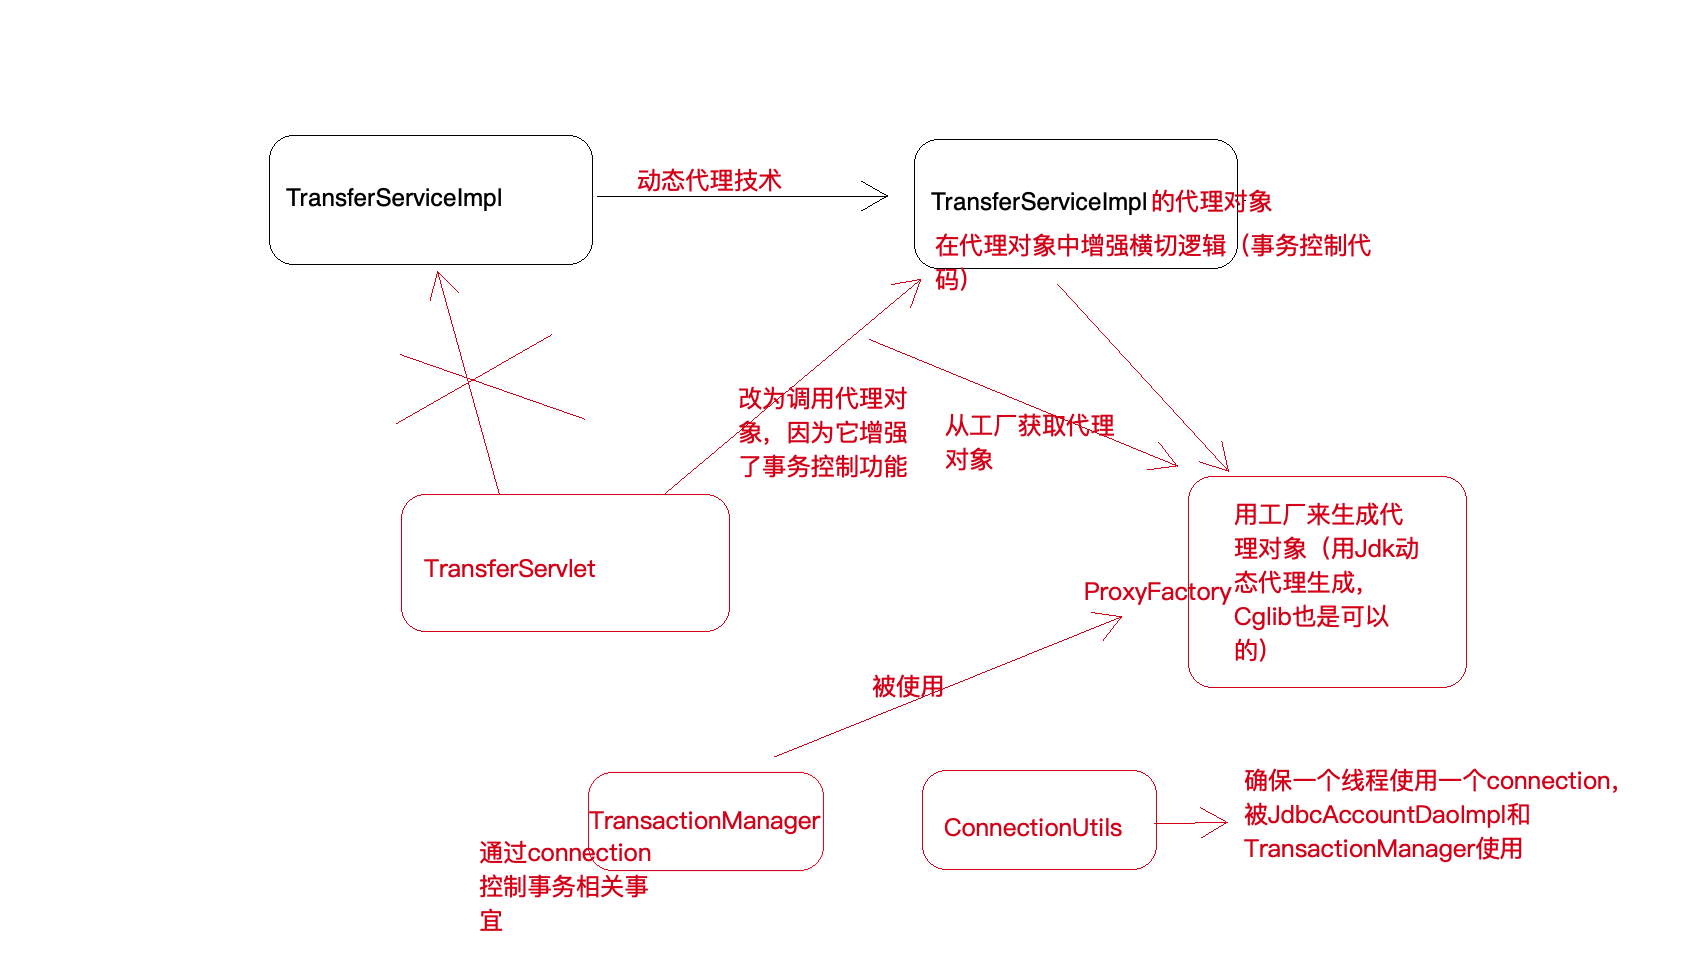 动态代理技术
TransferServiceImpl
TransferServiceImpl 的代理对象
在代理对象中增强横切逻辑（事务控制代
码）
改为调用代理对
象，因为它增强
了事务控制功能
从工厂获取代理
对象
用工厂来生成代
理对象（用Jdk动
态代理生成，
Cglib也是可以
的）
TransferServlet
ProxyFactory
被使用
TransactionManager
通过connection
控制事务相关事
宜
ConnectionUtils
确保一个线程使用一个connection，
被JdbcAccountDaoImpl和
TransactionManager使用